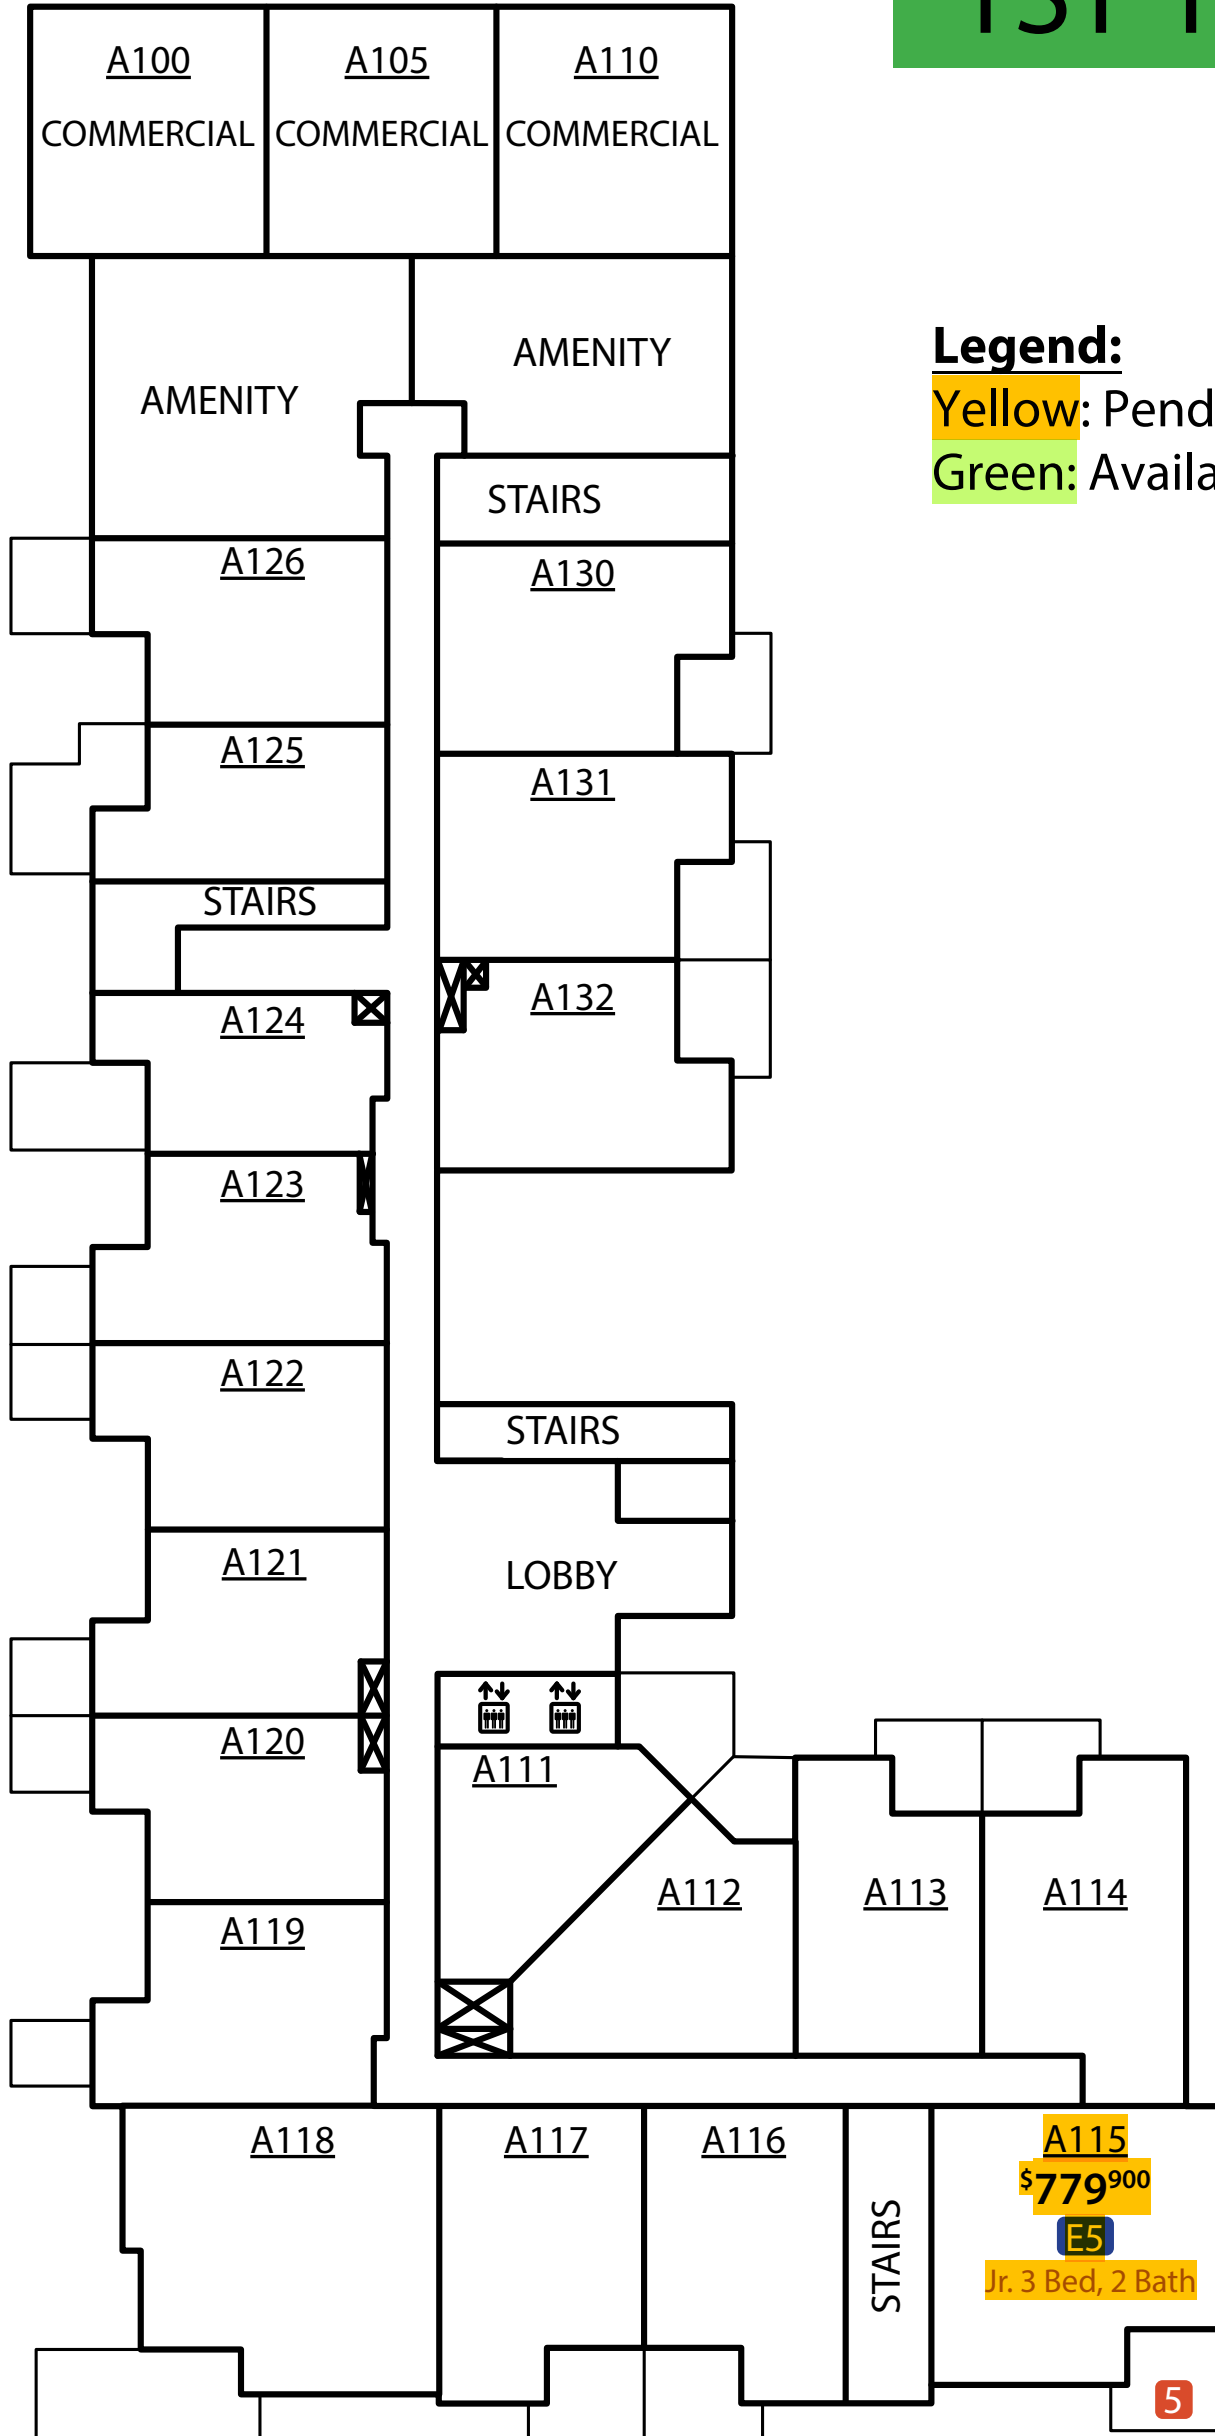 A100
COMMERCIAL
A105
COMMERCIAL
A110
COMMERCIAL
AMENITY
AMENITY
Legend:
Yellow: Pend
Green: Availa
STAIRS
A126
A130
A125
A131
STAIRS
A124
A132
A123
A122
STAIRS
A121
LOBBY
A120
A111
A112
A113
A114
A119
A118
A117
A116
STAIRS
A115
$779900
E5
Jr. 3 Bed, 2 Bath
5